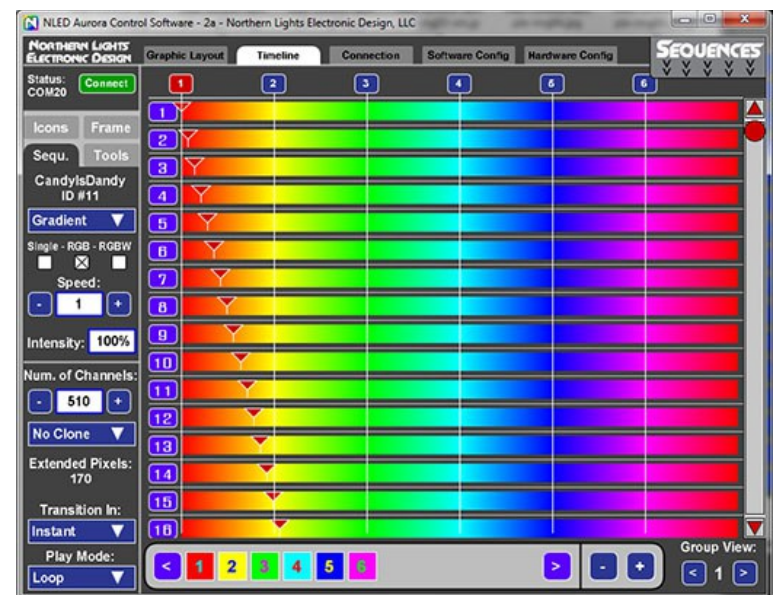 NLED Aurora Control Software - 2a - Northern Lights Electronic Design, LLC
NORTHERN LIGHTS
ELECTRONIC DESIGN
Graphic Layout Timeline Connection Software Config Hardware Config
SEQUENCES
Status:
COM20
Connect
1 2 3 4 5 6
Icons Frame
Sequ. Tools
CandyIsDandy
ID #11
Gradient
Single - RGB - RGBW
Speed:
- 1 +
Intensity: 100%
Num. of Channels:
- 510 +
No Clone
Extended Pixels:
170
Transition In:
Instant
Play Mode:
Loop
1
2
3
4
5
6
7
8
9
10
11
12
13
14
15
16
< 1 2 3 4 5 6 > - +
Group View:
< 1 >